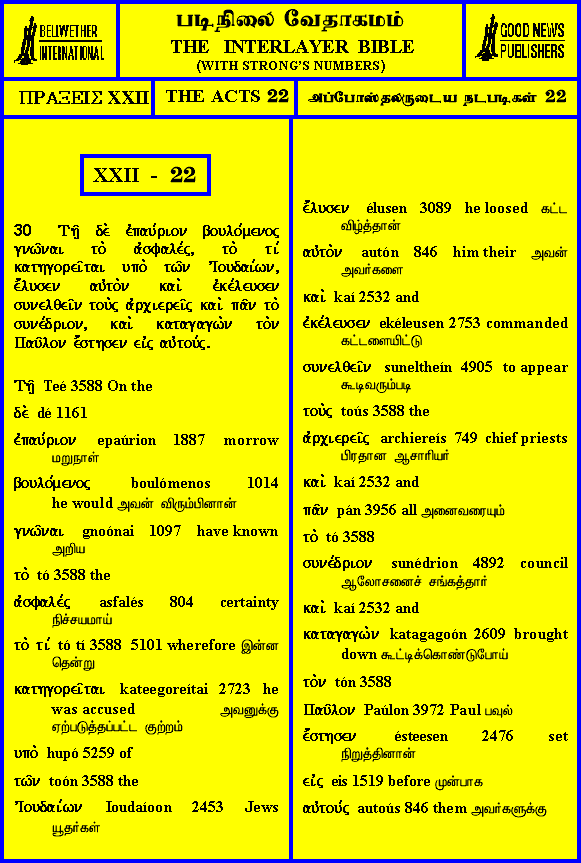 BELLWETHER
INTERNATIONAL
படிநிலை வேதாகமம்
THE INTERLAYER BIBLE
(WITH STRONG'S NUMBERS)
GOOD NEWS
PUBLISHERS
ΠΡΑΞΕΙΣ XXII
THE ACTS 22
அப்போஸ்தலருடைய நடபடிகள் 22
XXII - 22
30 Τῇ δὲ ἐπαύριον βουλόμενος
γνῶναι τὸ ἀσφαλές, τὸ τί
κατηγορεῖται υπὸ τῶν Ἰουδαίων,
ἔλυσεν αὐτὸν καὶ ἐκέλευσεν
συνελθεῖν τοὺς ἀρχιερεῖς καὶ πᾶν τὸ
συνέδριον, καὶ καταγαγὼν τὸν
Παῦλον ἔστησεν εἰς αὐτούς.
Τῇ Teé 3588 On the
δὲ dé 1161
ἐπαύριον epaúrion 1887 morrow
மறுநாள்
βουλόμενος boulómenos 1014
he would அவன் விரும்பினான்
γνῶναι gnoónai 1097 have known
அறிய
τὸ tó 3588 the
ἀσφαλές asfalés 804 certainty
நிச்சயமாய்
τὸ τί tó tí 3588 5101 wherefore இன்ன
தென்று
κατηγορεῖται kateegoreítai 2723 he
was accused அவனுக்கு
ஏற்படுத்தப்பட்ட குற்றம்
υπὸ hupó 5259 of
τῶν toón 3588 the
Ἰουδαίων Ioudaíoon 2453 Jews
யூதர்கள்
ἔλυσεν élusen 3089 he loosed கட்ட
விழ்த்தான்
αὐτὸν autón 846 him their அவன்
அவர்களை
καὶ kaí 2532 and
ἐκέλευσεν ekéleusen 2753 commanded
கட்டளையிட்டு
συνελθεῖν suneltheín 4905 to appear
கூடிவரும்படி
τοὺς toús 3588 the
ἀρχιερεῖς archiereís 749 chief priests
பிரதான ஆசாரியர்
καὶ kaí 2532 and
πᾶν pán 3956 all அனைவரையும்
τὸ tó 3588
συνέδριον sunédrion 4892 council
ஆலோசனைச் சங்கத்தார்
καὶ kaí 2532 and
καταγαγὼν katagagoón 2609 brought
down கூட்டிக்கொண்டுபோய்
τὸν tón 3588
Παῦλον Paúlon 3972 Paul பவுல்
ἔστησεν ésteesen 2476 set
நிறுத்தினான்
εἰς eis 1519 before முன்பாக
αὐτούς autoús 846 them அவர்களுக்கு